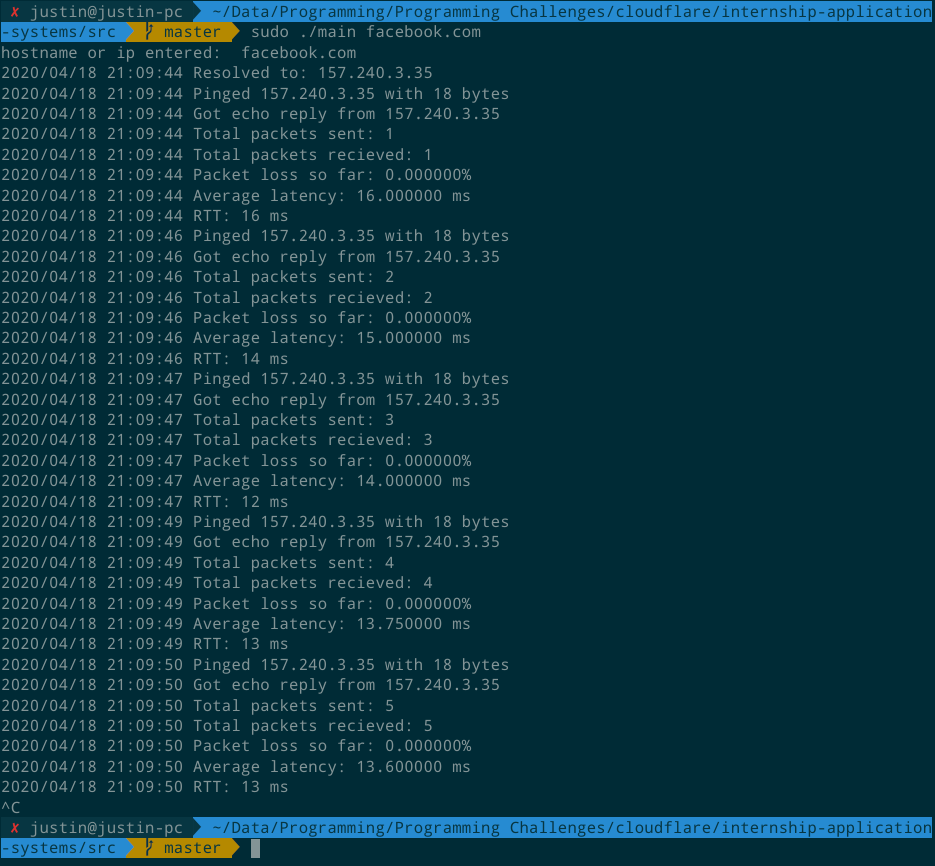 ✗ justin@justin-pc ~/Data/Programming/Programming Challenges/cloudflare/internship-application
-systems/src master sudo ./main facebook.com
hostname or ip entered:  facebook.com
2020/04/18 21:09:44 Resolved to: 157.240.3.35
2020/04/18 21:09:44 Pinged 157.240.3.35 with 18 bytes
2020/04/18 21:09:44 Got echo reply from 157.240.3.35
2020/04/18 21:09:44 Total packets sent: 1
2020/04/18 21:09:44 Total packets recieved: 1
2020/04/18 21:09:44 Packet loss so far: 0.000000%
2020/04/18 21:09:44 Average latency: 16.000000 ms
2020/04/18 21:09:44 RTT: 16 ms
2020/04/18 21:09:46 Pinged 157.240.3.35 with 18 bytes
2020/04/18 21:09:46 Got echo reply from 157.240.3.35
2020/04/18 21:09:46 Total packets sent: 2
2020/04/18 21:09:46 Total packets recieved: 2
2020/04/18 21:09:46 Packet loss so far: 0.000000%
2020/04/18 21:09:46 Average latency: 15.000000 ms
2020/04/18 21:09:46 RTT: 14 ms
2020/04/18 21:09:47 Pinged 157.240.3.35 with 18 bytes
2020/04/18 21:09:47 Got echo reply from 157.240.3.35
2020/04/18 21:09:47 Total packets sent: 3
2020/04/18 21:09:47 Total packets recieved: 3
2020/04/18 21:09:47 Packet loss so far: 0.000000%
2020/04/18 21:09:47 Average latency: 14.000000 ms
2020/04/18 21:09:47 RTT: 12 ms
2020/04/18 21:09:49 Pinged 157.240.3.35 with 18 bytes
2020/04/18 21:09:49 Got echo reply from 157.240.3.35
2020/04/18 21:09:49 Total packets sent: 4
2020/04/18 21:09:49 Total packets recieved: 4
2020/04/18 21:09:49 Packet loss so far: 0.000000%
2020/04/18 21:09:49 Average latency: 13.750000 ms
2020/04/18 21:09:49 RTT: 13 ms
2020/04/18 21:09:50 Pinged 157.240.3.35 with 18 bytes
2020/04/18 21:09:50 Got echo reply from 157.240.3.35
2020/04/18 21:09:50 Total packets sent: 5
2020/04/18 21:09:50 Total packets recieved: 5
2020/04/18 21:09:50 Packet loss so far: 0.000000%
2020/04/18 21:09:50 Average latency: 13.600000 ms
2020/04/18 21:09:50 RTT: 13 ms
^C
✗ justin@justin-pc ~/Data/Programming/Programming Challenges/cloudflare/internship-application
-systems/src master